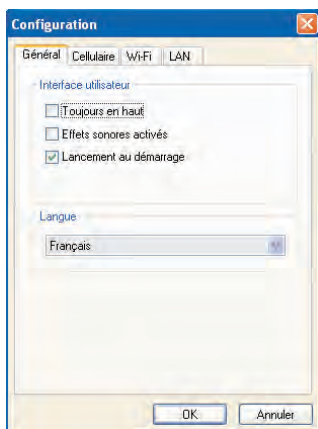 Configuration
Général Cellulaire Wi-Fi LAN
Interface utilisateur
Toujours en haut
Effets sonores activés
Lancement au démarrage
Langue
Français
OK Annuler